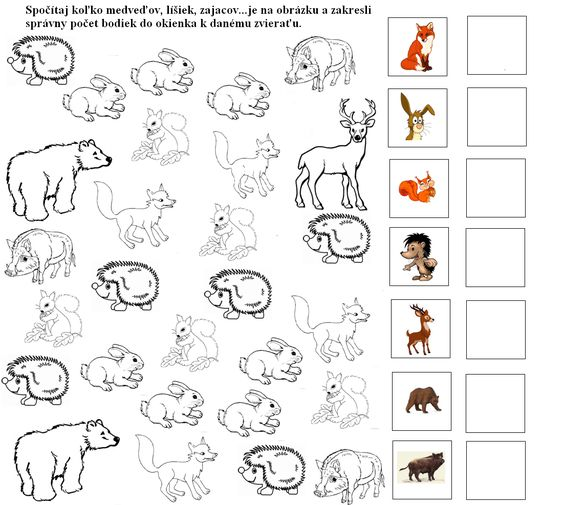 Spočítaj koľko medveďov, líšiek, zajacov...je na obrázku a zakresli
správny počet bodiek do okienka k danému zvieraťu.